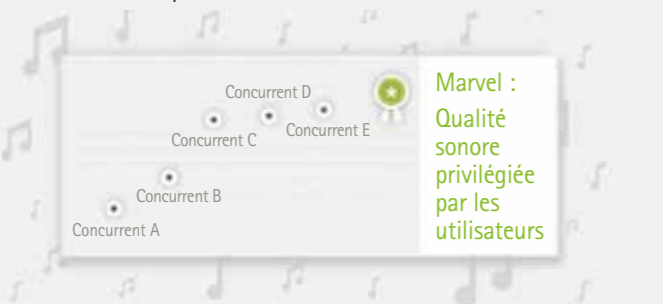 Concurrent D
Concurrent C
Concurrent E
Concurrent B
Concurrent A
Marvel :
Qualité
sonore
privilégiée
par les
utilisateurs